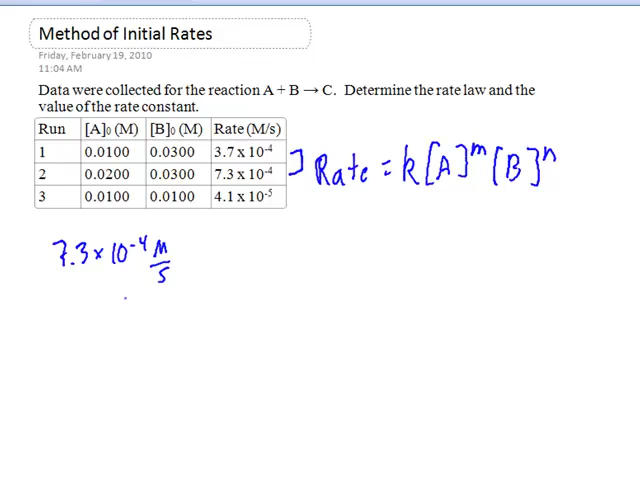 Method of Initial Rates
Friday, February 19, 2010
11:04 AM
Data were collected for the reaction A + B → C. Determine the rate law and the
value of the rate constant.
Run [A]₀ (M) [B]₀ (M) Rate (M/s)
1 0.0100 0.0300 3.7 x 10⁻⁴
2 0.0200 0.0300 7.3 x 10⁻⁴
3 0.0100 0.0100 4.1 x 10⁻⁵
] Rate = k[A]ᵐ[B]ⁿ
7.3 × 10⁻⁴ M/s